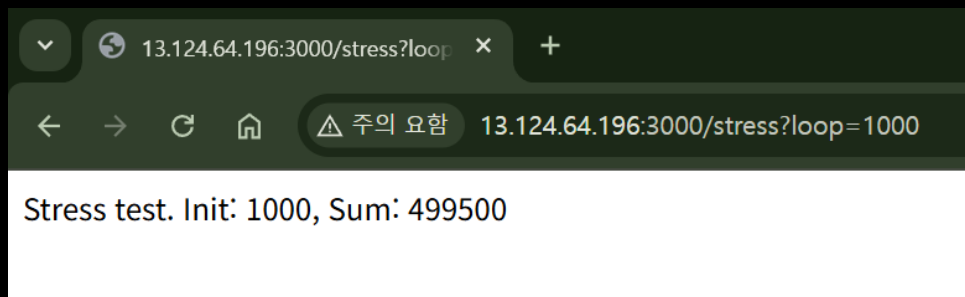 13.124.64.196:3000/stress?loop
주의 요함 13.124.64.196:3000/stress?loop=1000
Stress test. Init: 1000, Sum: 499500